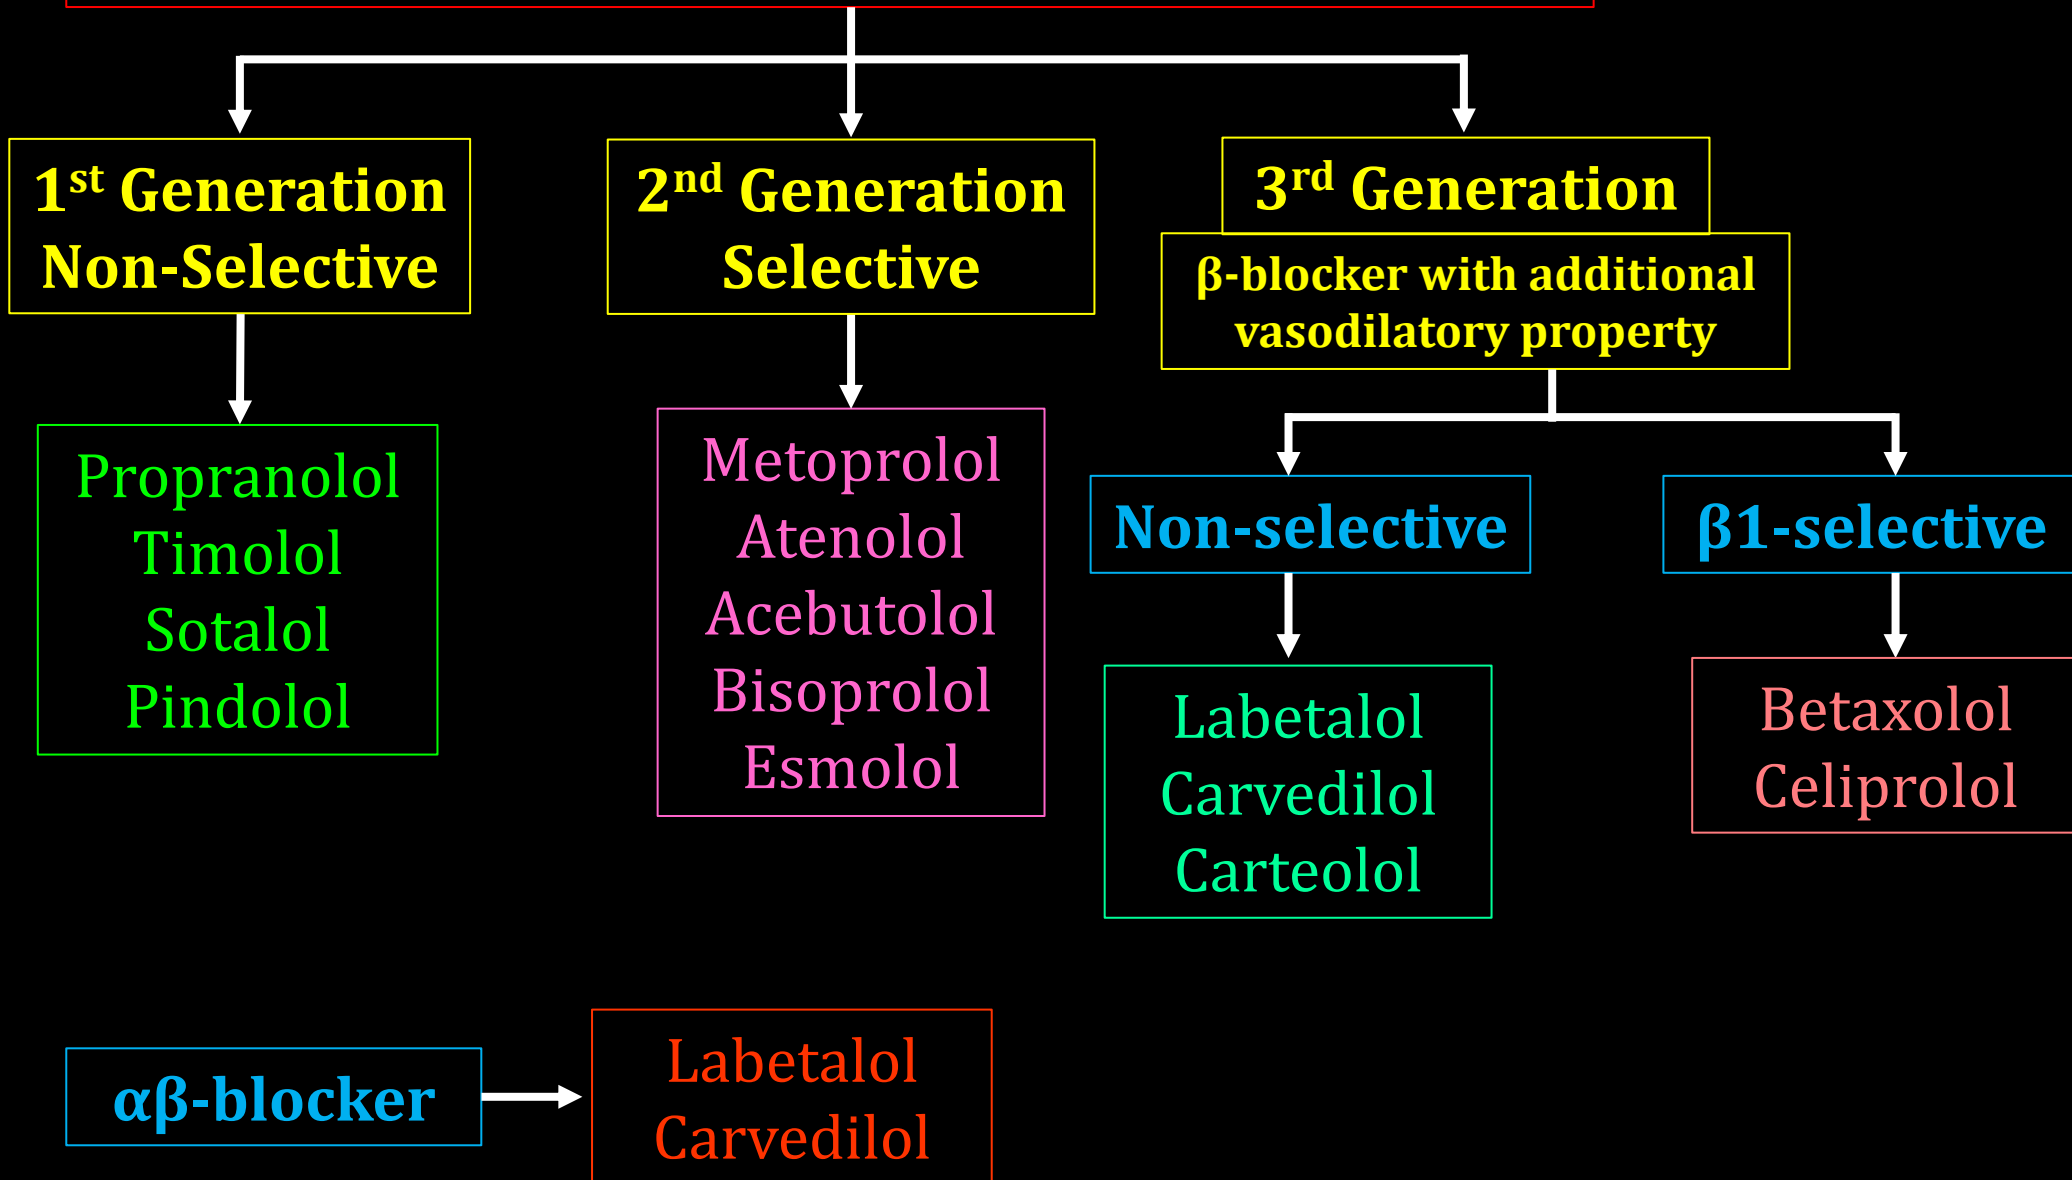 1st Generation
Non-Selective
2nd Generation
Selective
3rd Generation
β-blocker with additional
vasodilatory property
Propranolol
Timolol
Sotalol
Pindolol
Metoprolol
Atenolol
Acebutolol
Bisoprolol
Esmolol
Non-selective
β1-selective
Labetalol
Carvedilol
Carteolol
Betaxolol
Celiprolol
αβ-blocker
Labetalol
Carvedilol